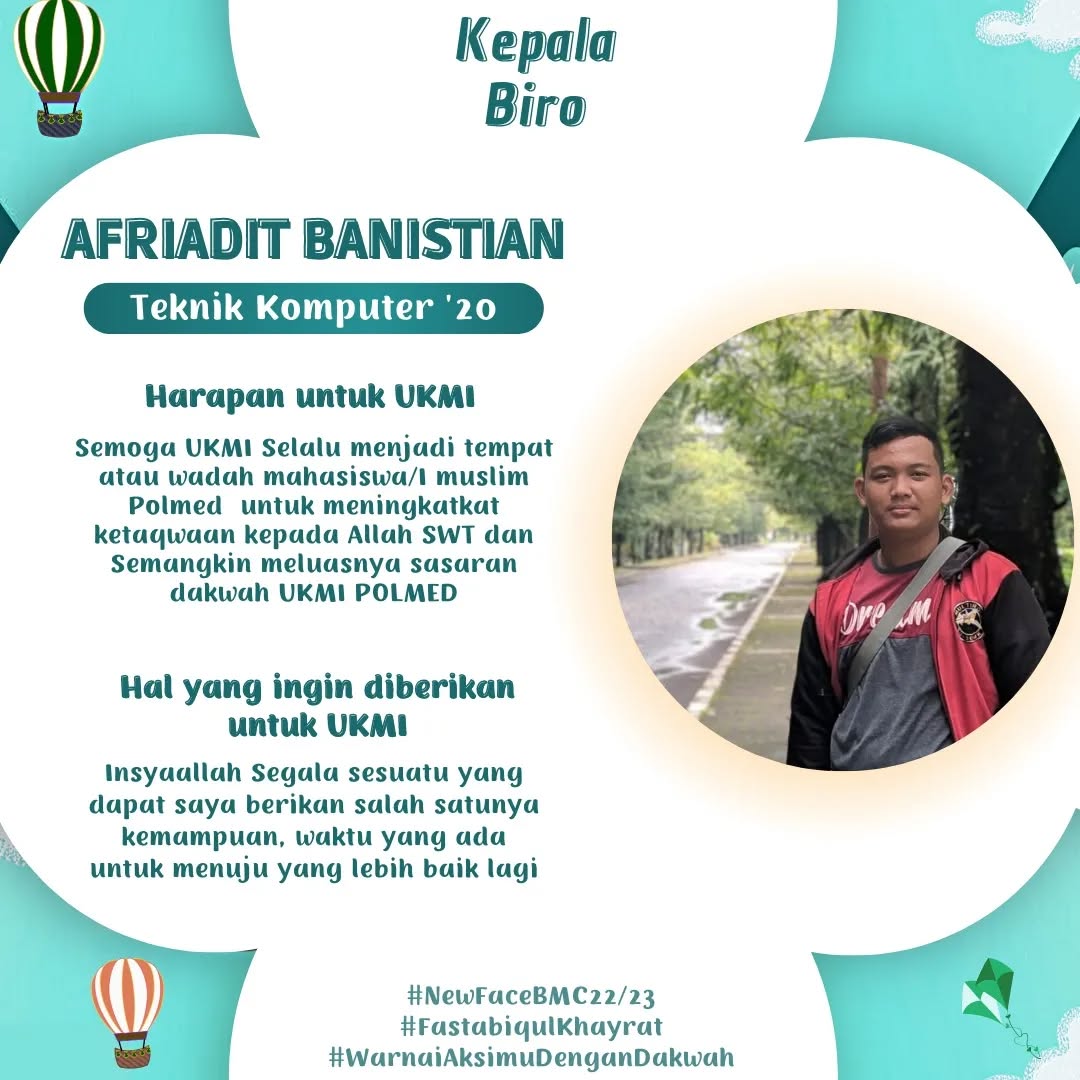 Kepala
Biro
AFRIADIT BANISTIAN
Teknik Komputer '20
Harapan untuk UKMI
Semoga UKMI Selalu menjadi tempat
atau wadah mahasiswa/I muslim
Polmed untuk meningkatkat
ketaqwaan kepada Allah SWT dan
Semangkin meluasnya sasaran
dakwah UKMI POLMED
Dream
Hal yang ingin diberikan
untuk UKMI
Insyaallah Segala sesuatu yang
dapat saya berikan salah satunya
kemampuan, waktu yang ada
untuk menuju yang lebih baik lagi
#NewFaceBMC22/23
#FastabiqulKhayrat
#WarnaiAksimuDenganDakwah